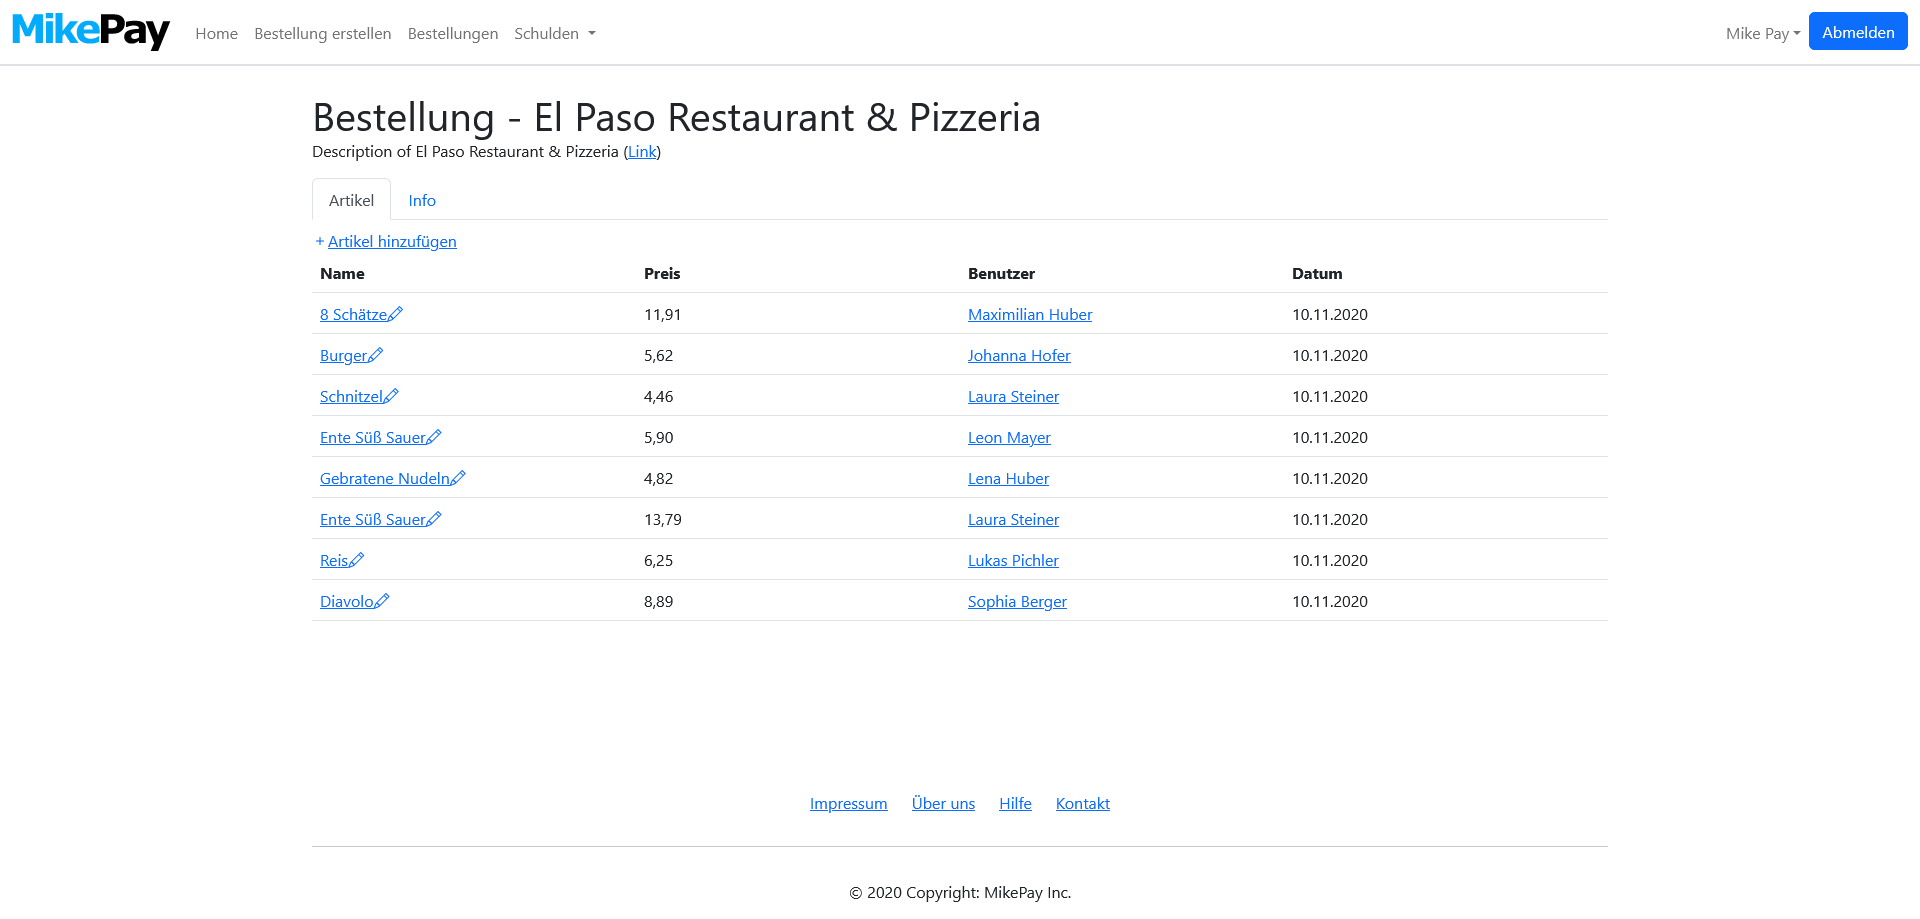 MikePay Home Bestellung erstellen Bestellungen Schulden Mike Pay Abmelden
Bestellung - El Paso Restaurant & Pizzeria
Description of El Paso Restaurant & Pizzeria (Link)
Artikel Info
+ Artikel hinzufügen
Name Preis Benutzer Datum
8 Schätze 11,91 Maximilian Huber 10.11.2020
Burger 5,62 Johanna Hofer 10.11.2020
Schnitzel 4,46 Laura Steiner 10.11.2020
Ente Süß Sauer 5,90 Leon Mayer 10.11.2020
Gebratene Nudeln 4,82 Lena Huber 10.11.2020
Ente Süß Sauer 13,79 Laura Steiner 10.11.2020
Reis 6,25 Lukas Pichler 10.11.2020
Diavolo 8,89 Sophia Berger 10.11.2020
Impressum Über uns Hilfe Kontakt
© 2020 Copyright: MikePay Inc.